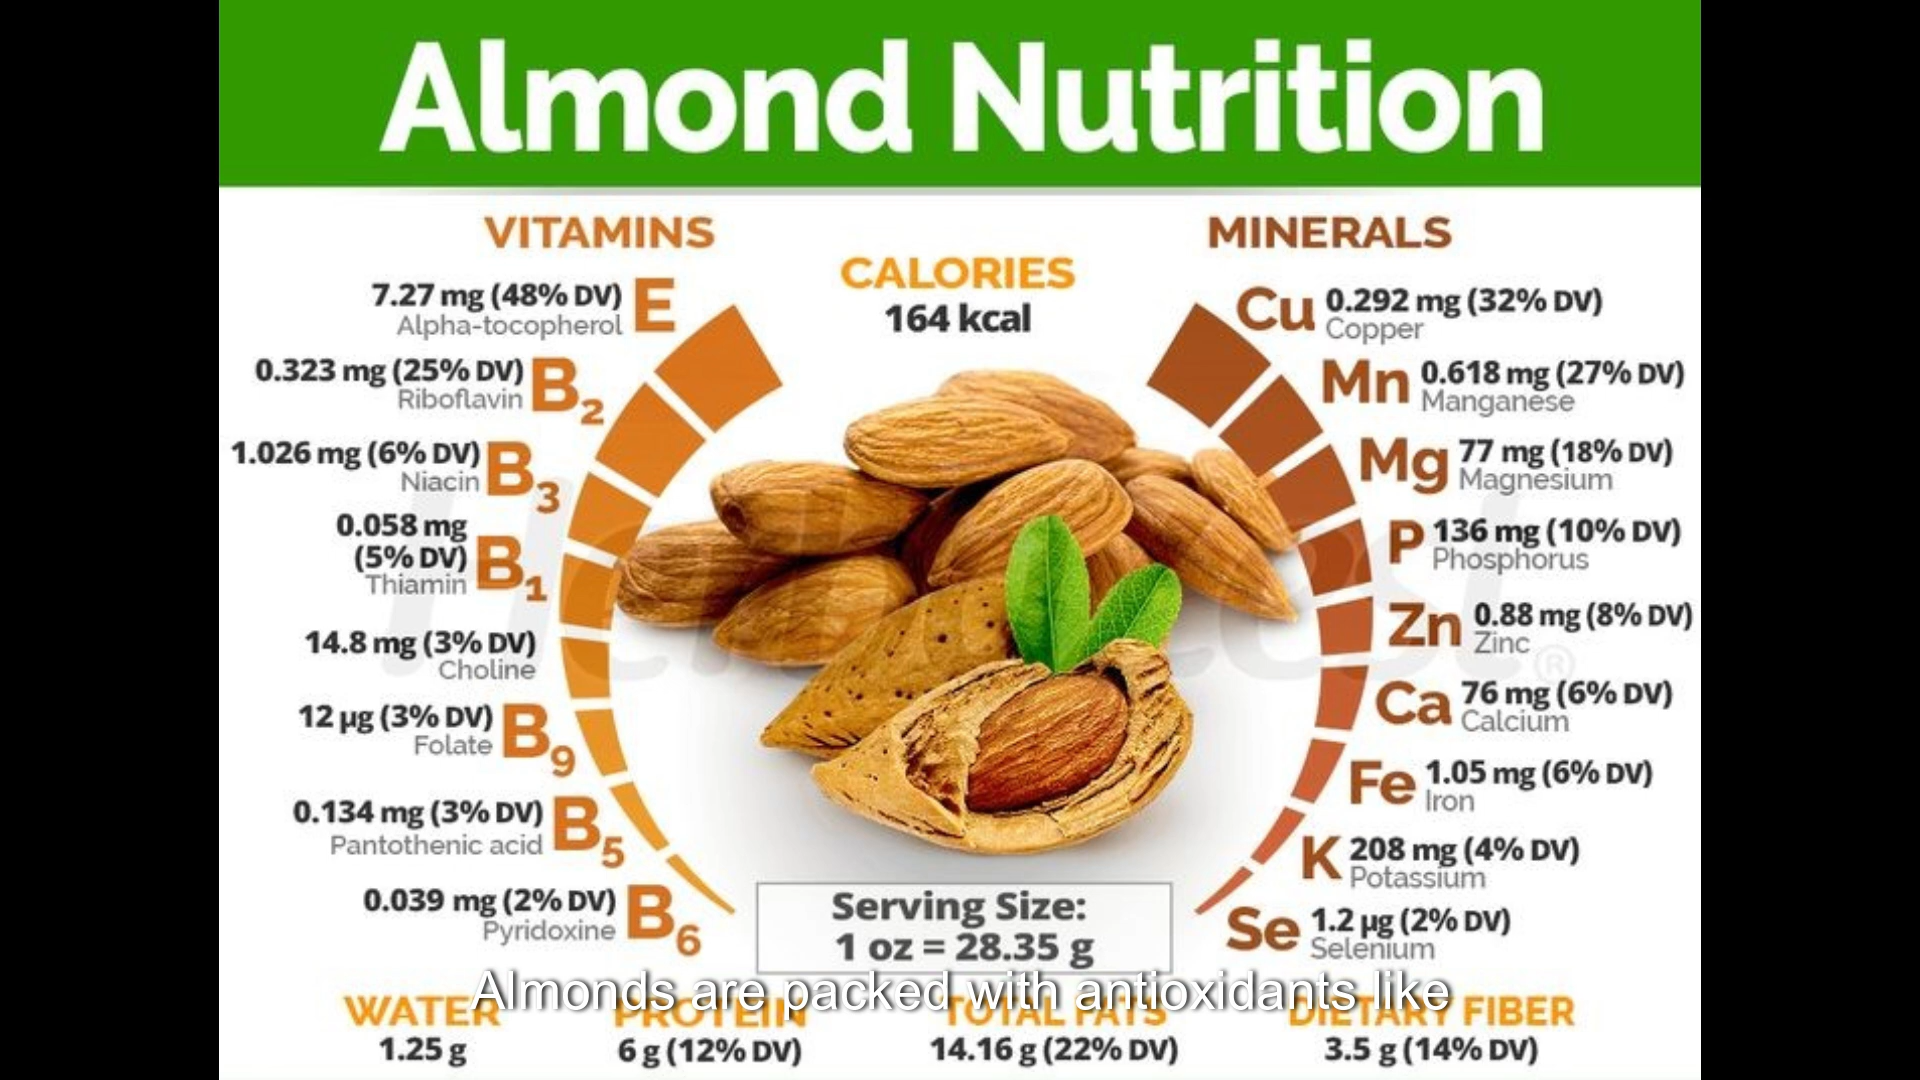 Almond Nutrition
VITAMINS
7.27 mg (48% DV) E
Alpha-tocopherol
0.323 mg (25% DV) B2
Riboflavin
1.026 mg (6% DV) B3
Niacin
0.058 mg
(5% DV) B1
Thiamin
14.8 mg (3% DV)
Choline
12 µg (3% DV) B9
Folate
0.134 mg (3% DV) B5
Pantothenic acid
0.039 mg (2% DV) B6
Pyridoxine
CALORIES
164 kcal
MINERALS
Cu 0.292 mg (32% DV)
Copper
Mn 0.618 mg (27% DV)
Manganese
Mg 77 mg (18% DV)
Magnesium
P 136 mg (10% DV)
Phosphorus
Zn 0.88 mg (8% DV)
Zinc
Ca 76 mg (6% DV)
Calcium
Fe 1.05 mg (6% DV)
Iron
K 208 mg (4% DV)
Potassium
Se 1.2 µg (2% DV)
Selenium
Serving Size:
1 oz = 28.35 g
Almonds are packed with antioxidants like
WATER PROTEIN TOTAL FATS DIETARY FIBER
1.25 g 6 g (12% DV) 14.16 g (22% DV) 3.5 g (14% DV)